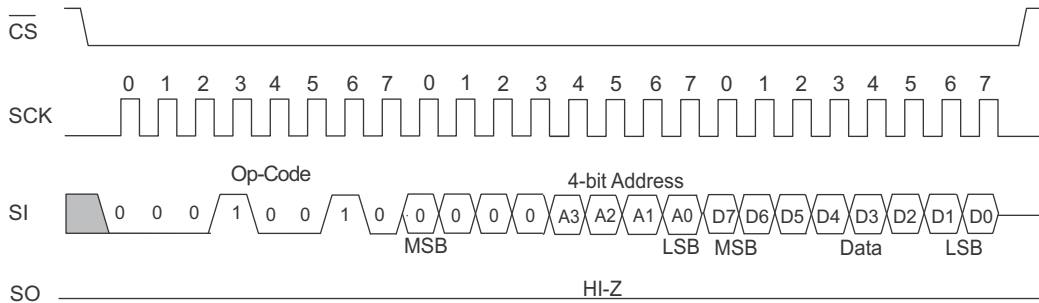 CS
0 1 2 3 4 5 6 7 0 1 2 3 4 5 6 7 0 1 2 3 4 5 6 7
SCK
Op-Code 4-bit Address
SI 0 0 0 1 0 0 1 0 0 0 0 0 A3 A2 A1 A0 D7 D6 D5 D4 D3 D2 D1 D0
MSB LSB MSB Data LSB
HI-Z
SO